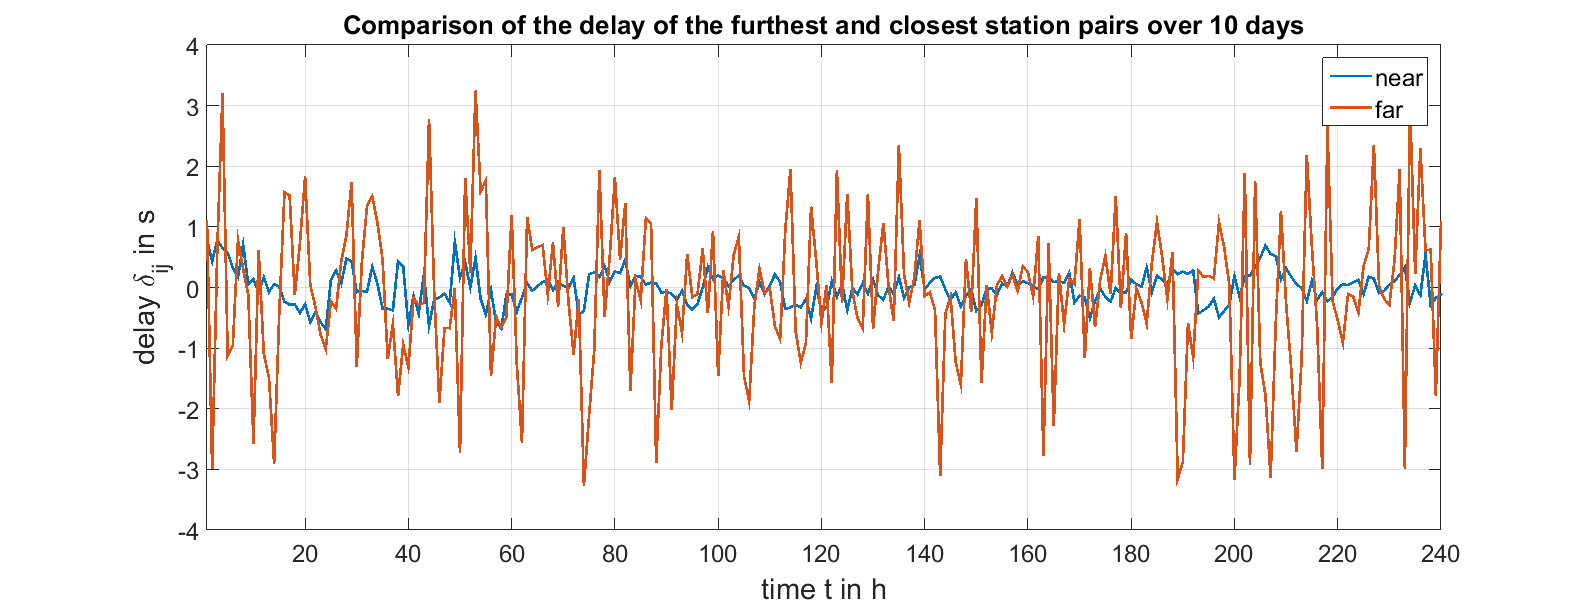 Comparison of the delay of the furthest and closest station pairs over 10 days
near
far
4
3
2
1
0
-1
-2
-3
-4
delay δij in s
20 40 60 80 100 120 140 160 180 200 220 240
time t in h